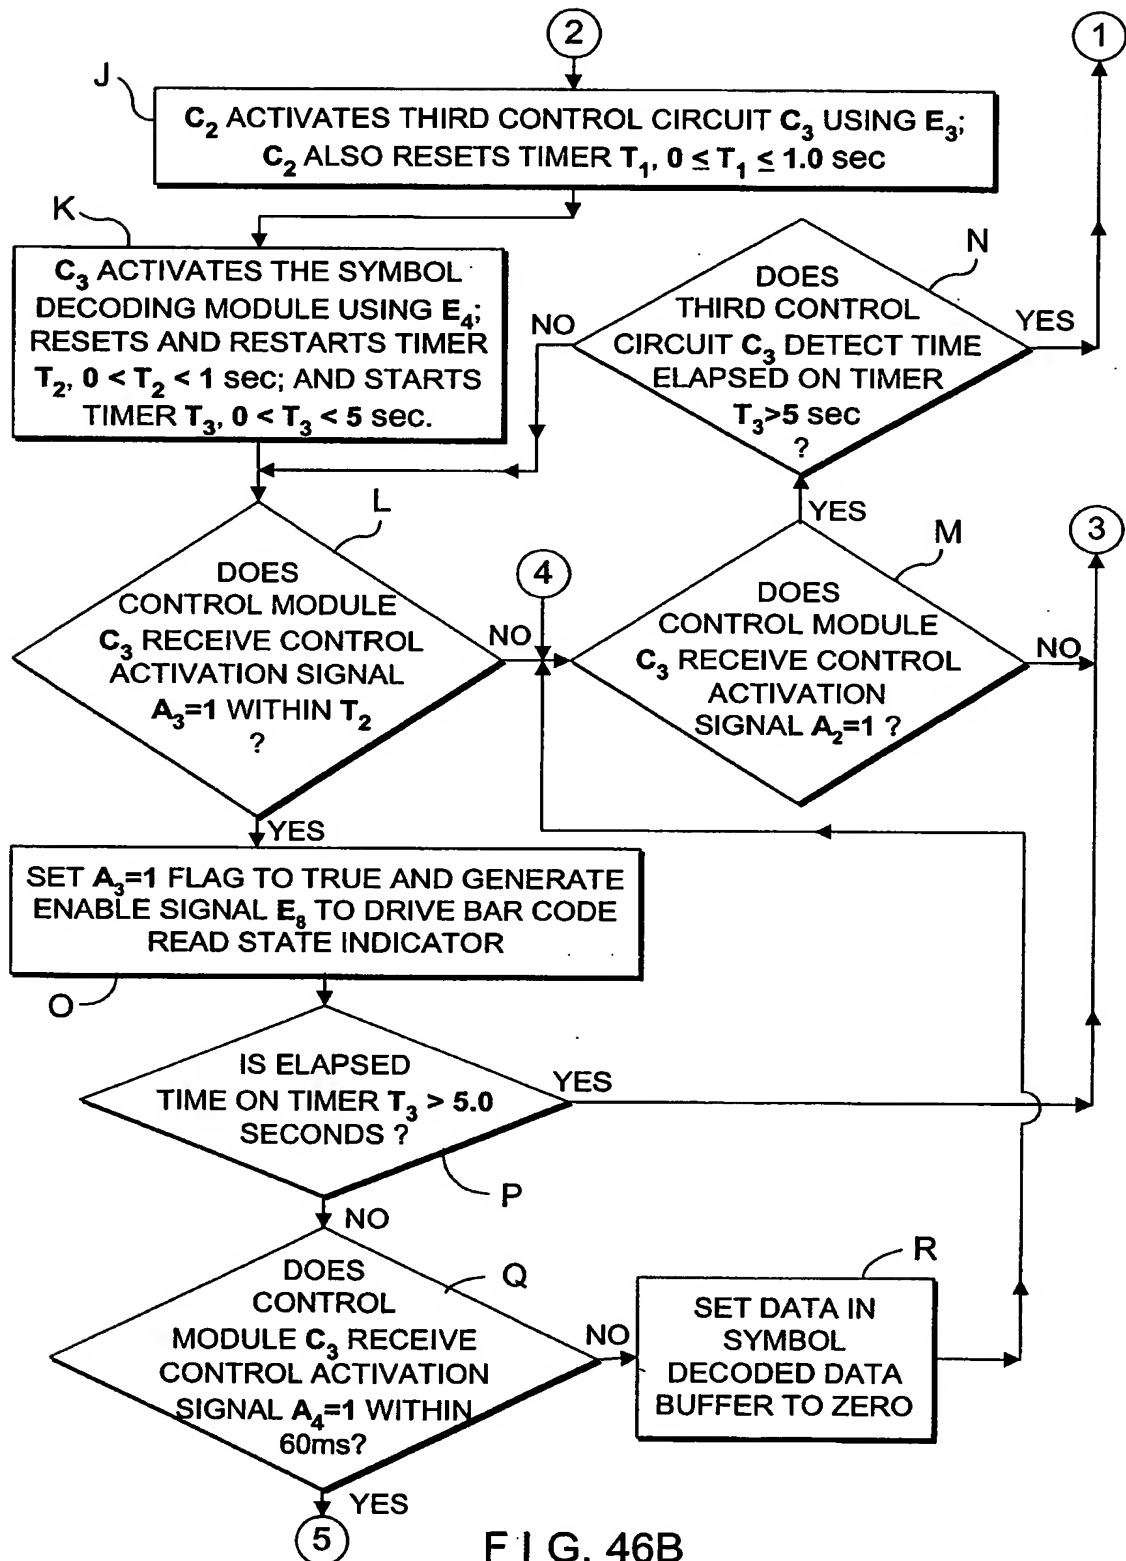 2
1
J
C₂ ACTIVATES THIRD CONTROL CIRCUIT C₃ USING E₃;
C₂ ALSO RESETS TIMER T₁, 0 ≤ T₁ ≤ 1.0 sec
K
C₃ ACTIVATES THE SYMBOL
DECODING MODULE USING E₄;
RESETS AND RESTARTS TIMER
T₂, 0 < T₂ < 1 sec; AND STARTS
TIMER T₃, 0 < T₃ < 5 sec.
N
DOES
THIRD CONTROL
CIRCUIT C₃ DETECT TIME
ELAPSED ON TIMER
T₃>5 sec
?
NO
YES
L
DOES
CONTROL MODULE
C₃ RECEIVE CONTROL
ACTIVATION SIGNAL
A₃=1 WITHIN T₂
?
NO
YES
4
M
YES
DOES
CONTROL MODULE
C₃ RECEIVE CONTROL
ACTIVATION
SIGNAL A₂=1 ?
NO
3
SET A₃=1 FLAG TO TRUE AND GENERATE
ENABLE SIGNAL E₈ TO DRIVE BAR CODE
READ STATE INDICATOR
O
IS ELAPSED
TIME ON TIMER T₃ > 5.0
SECONDS ?
YES
P
NO
Q
DOES
CONTROL
MODULE C₃ RECEIVE
CONTROL ACTIVATION
SIGNAL A₄=1 WITHIN
60ms?
NO
R
SET DATA IN
SYMBOL
DECODED DATA
BUFFER TO ZERO
YES
5
FIG. 46B